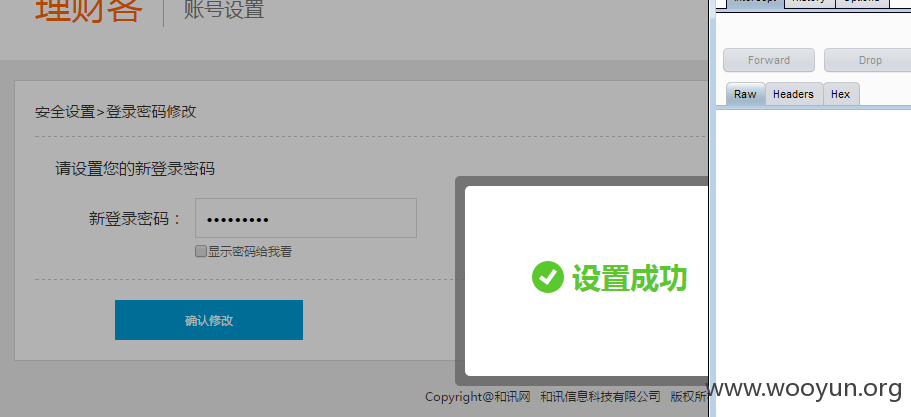 理财客 账号设置
Intercept History Options
Forward Drop
Raw Headers Hex
安全设置>登录密码修改
请设置您的新登录密码
新登录密码： •••••••••
显示密码给我看
设置成功
确认修改
Copyright@和讯网 和讯信息科技有限公司 版权所
www.wooyun.org